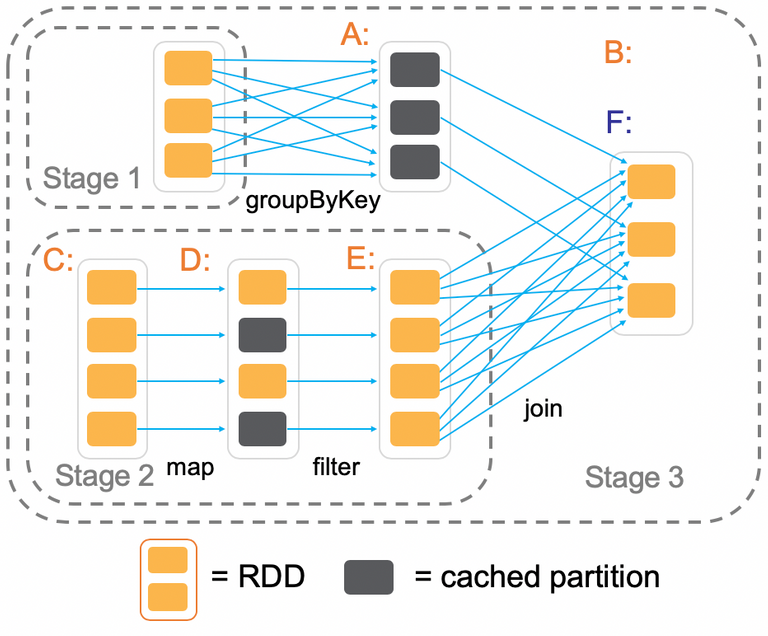 A:
B:
F:
Stage 1
groupByKey
C:
D:
E:
join
Stage 2
map
filter
Stage 3
= RDD
= cached partition